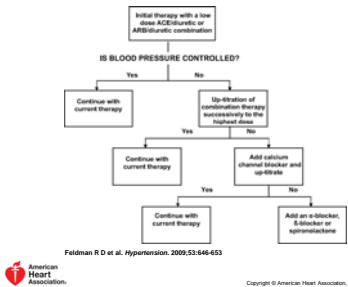 Initial therapy with a low
dose ACE/diuretic or
ARB/diuretic combination
IS BLOOD PRESSURE CONTROLLED?
Yes
No
Continue with
current therapy
Up-titration of
combination therapy
successively to the
highest dose
Yes
No
Continue with
current therapy
Add calcium
channel blocker and
up-titrate
Yes
No
Continue with
current therapy
Add an α-blocker,
ß-blocker or
spironolactone
Feldman R D et al. Hypertension. 2009;53:646-653
American
Heart
Association
Copyright © American Heart Association,